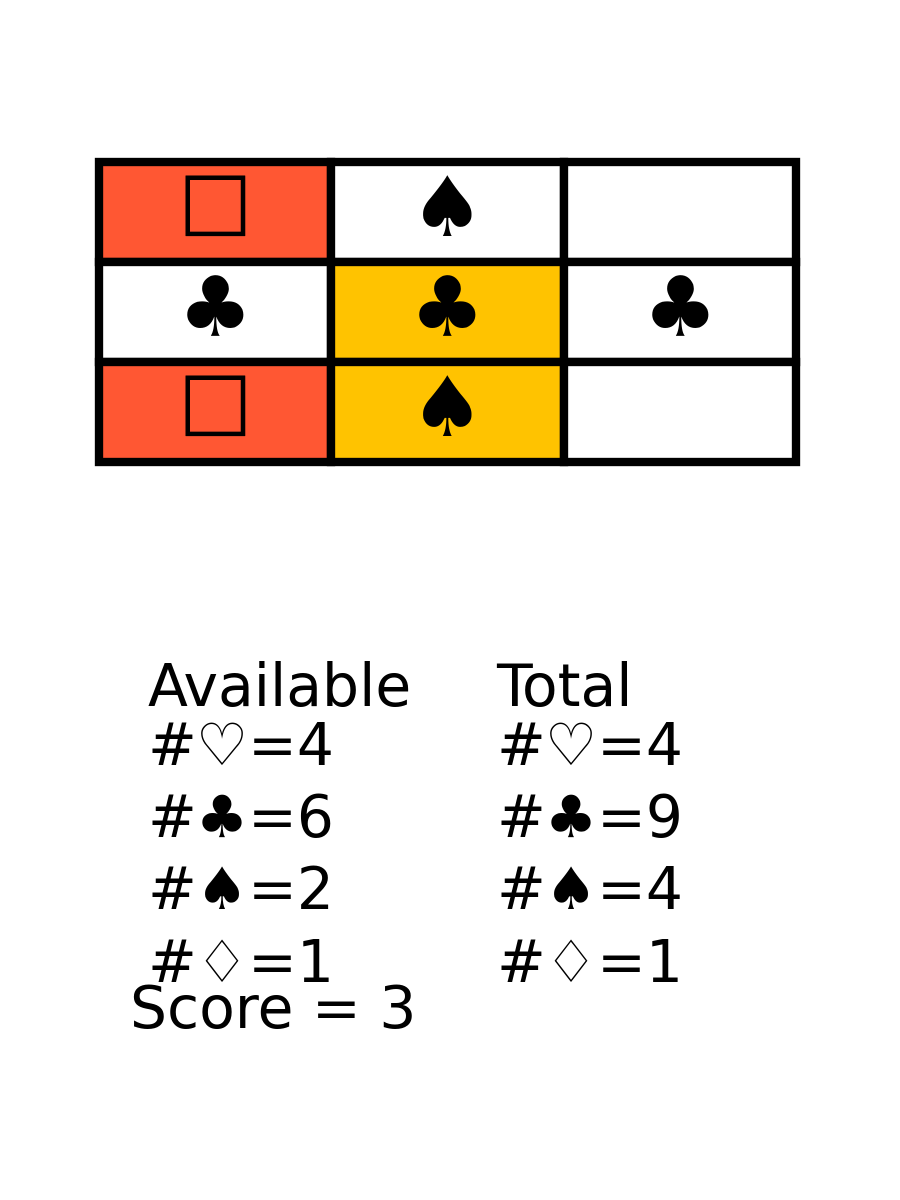 □ ♠
♣ ♣ ♣
□ ♠
Available Total
#♡=4 #♡=4
#♣=6 #♣=9
#♠=2 #♠=4
#♢=1 #♢=1
Score = 3